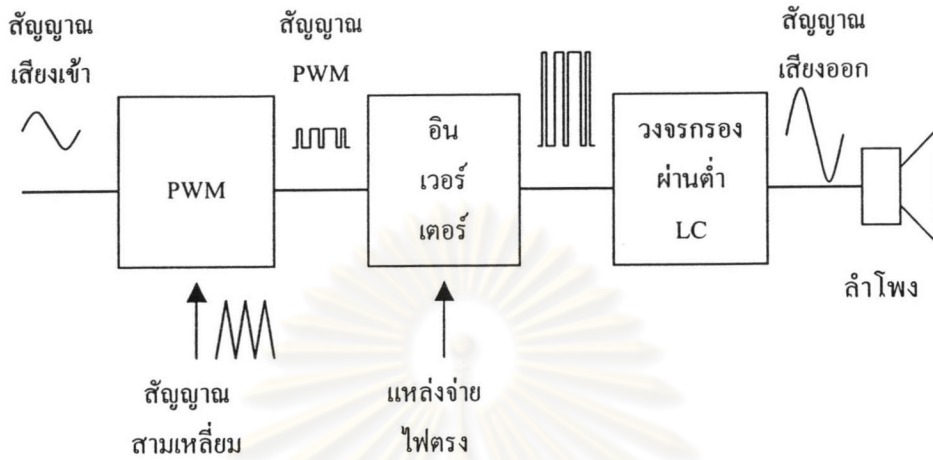 สัญญาณ
เสียงเข้า
สัญญาณ
PWM
สัญญาณ
เสียงออก
PWM
อิน
เวอร์
เตอร์
วงจรกรอง
ผ่านต่ำ
LC
ลำโพง
สัญญาณ
สามเหลี่ยม
แหล่งจ่าย
ไฟตรง